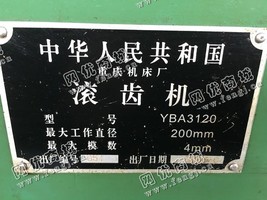 中华人民共和国
重庆机床厂
滚齿机
型号 YBA3120
最大工作直径 200mm
最大模数 4mm
出厂编号 出厂日期